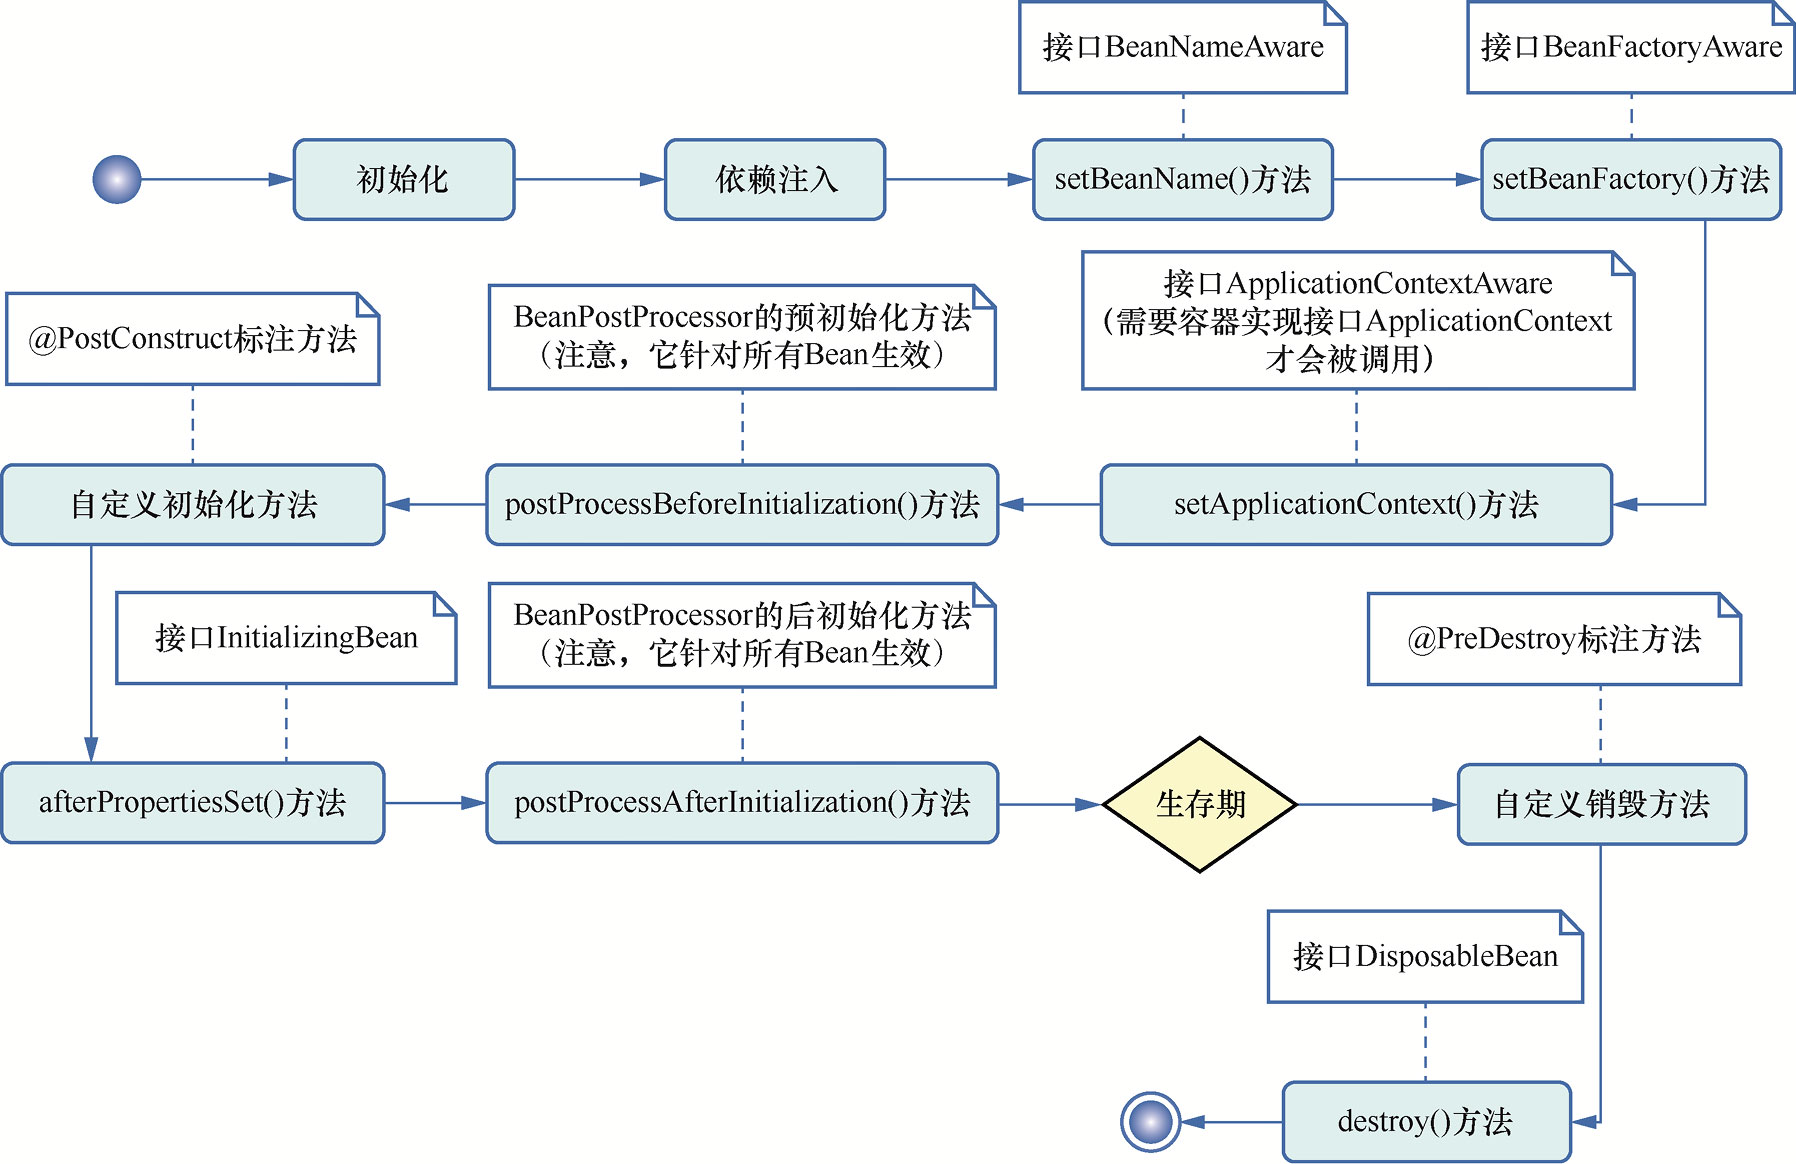 接口BeanNameAware
接口BeanFactoryAware
初始化
依赖注入
setBeanName()方法
setBeanFactory()方法
@PostConstruct标注方法
BeanPostProcessor的预初始化方法
（注意，它针对所有Bean生效）
接口ApplicationContextAware
（需要容器实现接口ApplicationContext
才会被调用）
自定义初始化方法
postProcessBeforeInitialization()方法
setApplicationContext()方法
接口InitializingBean
BeanPostProcessor的后初始化方法
（注意，它针对所有Bean生效）
@PreDestroy标注方法
afterPropertiesSet()方法
postProcessAfterInitialization()方法
生存期
自定义销毁方法
接口DisposableBean
destroy()方法